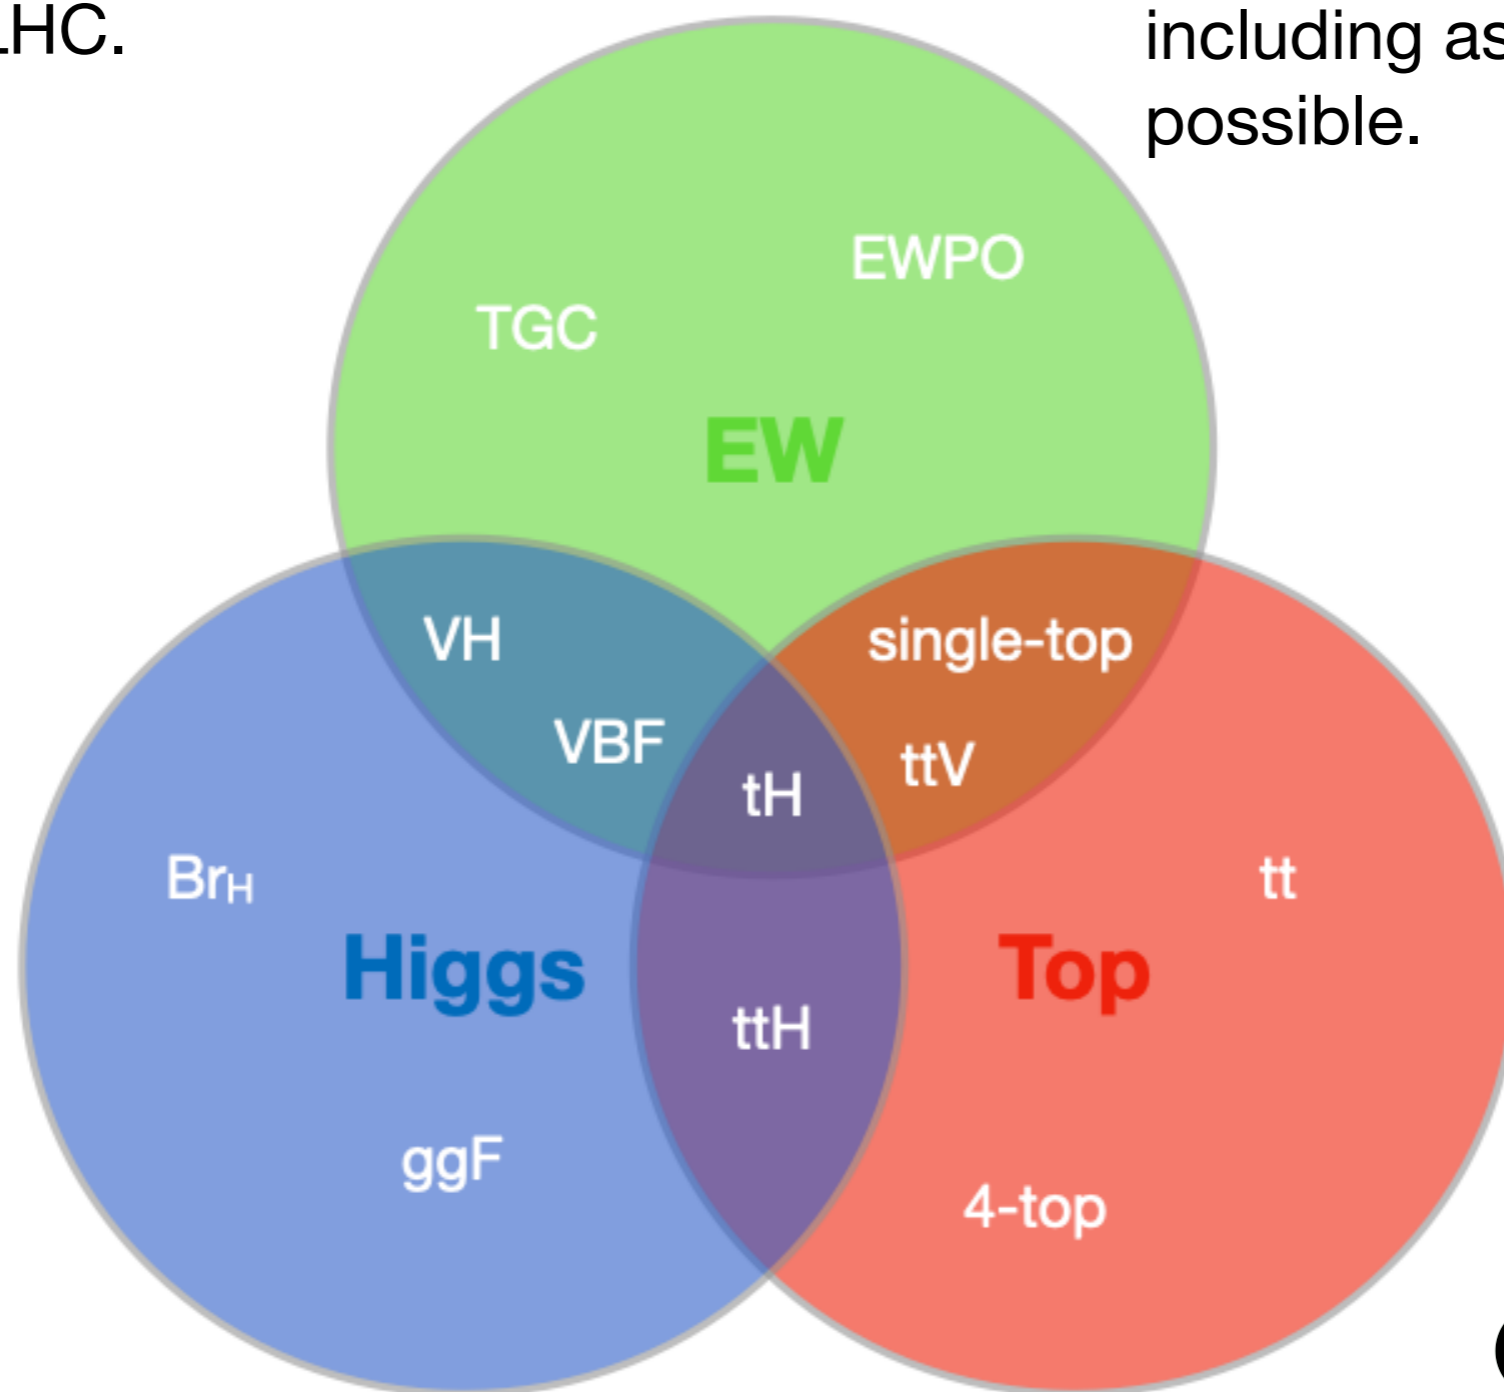 LHC.
including as
possible.
EWPO
TGC
EW
VH
single-top
VBF
ttV
tH
BrH
tt
Higgs
Top
ttH
ggF
4-top